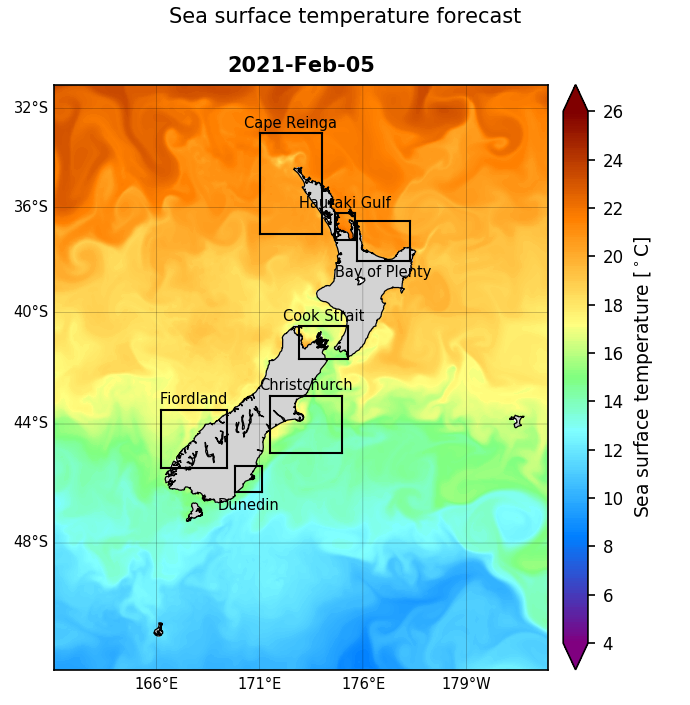 Sea surface temperature forecast
2021-Feb-05
32°S
36°S
40°S
44°S
48°S
166°E
171°E
176°E
179°W
Cape Reinga
Hauraki Gulf
Bay of Plenty
Cook Strait
Christchurch
Fiordland
Dunedin
26
24
22
20
18
16
14
12
10
8
6
4
Sea surface temperature [°C]